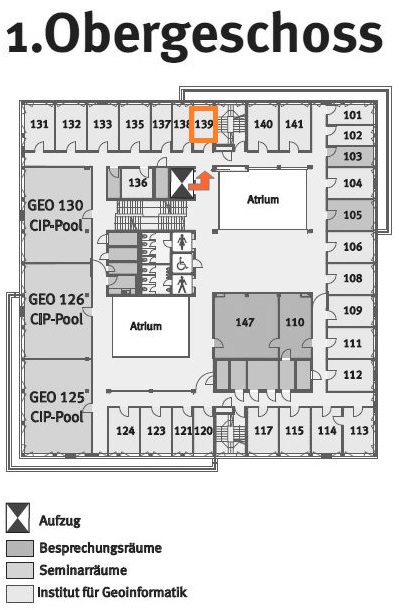 1.Obergeschoss
131 132 133 135 137 138 139 140 141 101
102
103
136 104
GEO 130
CIP-Pool
Atrium
105
106
GEO 126
CIP-Pool
108
Atrium
147 110
109
111
112
GEO 125
CIP-Pool
124 123 121 120 117 115 114 113
Aufzug
Besprechungsräume
Seminarräume
Institut für Geoinformatik